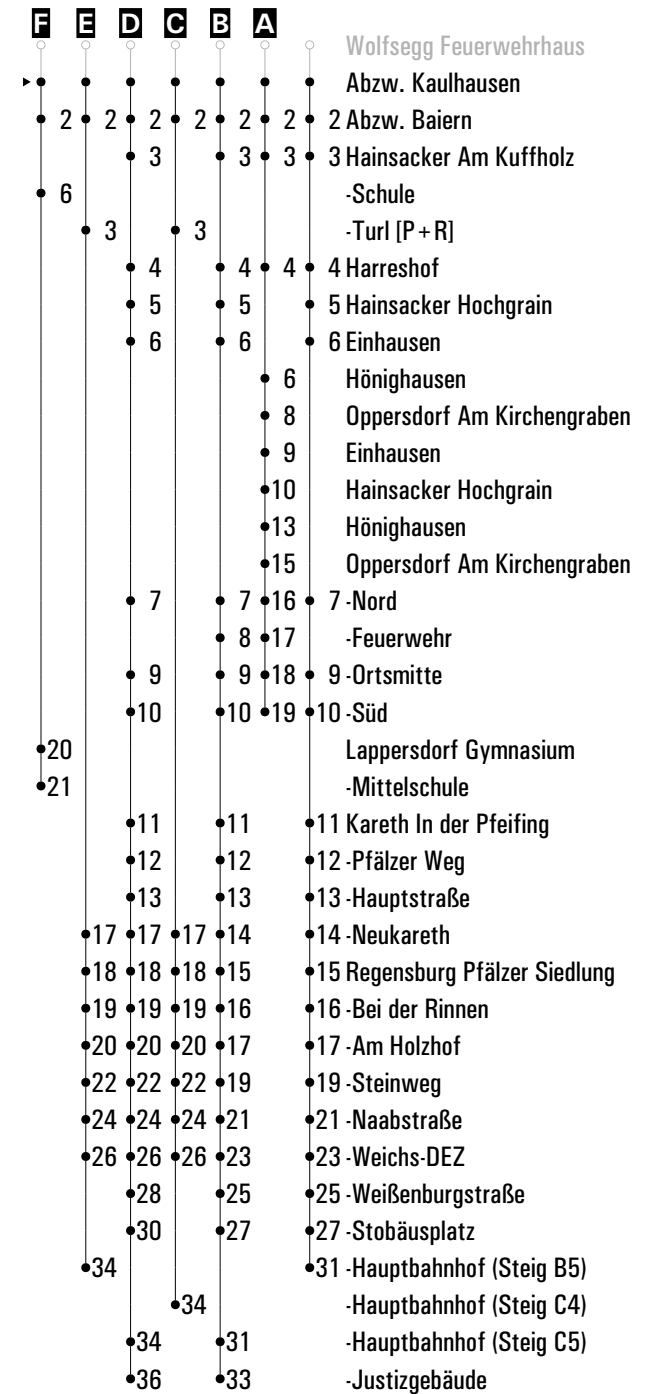 F E D C B A
Wolfsegg Feuerwehrhaus
Abzw. Kaulhausen
2 2 2 2 2 2 2 Abzw. Baiern
3 3 3 3 Hainsacker Am Kuffholz
6 -Schule
3 3 -Turl [P+R]
4 4 4 4 Harreshof
5 5 5 Hainsacker Hochgrain
6 6 6 Einhausen
6 Hönighausen
8 Oppersdorf Am Kirchengraben
9 Einhausen
10 Hainsacker Hochgrain
13 Hönighausen
15 Oppersdorf Am Kirchengraben
7 7 16 7 -Nord
8 17 -Feuerwehr
9 9 18 9 -Ortsmitte
10 10 19 10 -Süd
20 Lappersdorf Gymnasium
21 -Mittelschule
11 11 11 Kareth In der Pfeifing
12 12 12 -Pfälzer Weg
13 13 13 -Hauptstraße
17 17 17 14 14 -Neukareth
18 18 18 15 15 Regensburg Pfälzer Siedlung
19 19 19 16 16 -Bei der Rinnen
20 20 20 17 17 -Am Holzhof
22 22 22 19 19 -Steinweg
24 24 24 21 21 -Naabstraße
26 26 26 23 23 -Weichs-DEZ
28 25 25 -Weißenburgstraße
30 27 27 -Stobäusplatz
34 31 -Hauptbahnhof (Steig B5)
34 -Hauptbahnhof (Steig C4)
34 31 -Hauptbahnhof (Steig C5)
36 33 -Justizgebäude